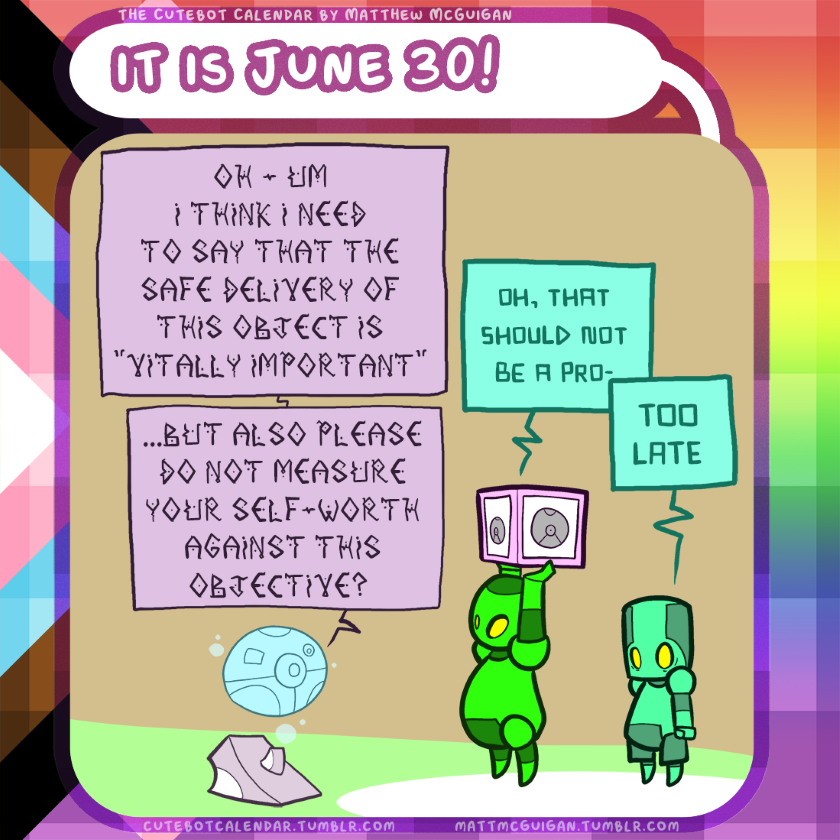 THE CUTEBOT CALENDAR BY MATTHEW MCGUIGAN
IT IS JUNE 30!
OH - UM
I THINK I NEED
TO SAY THAT THE
SAFE DELIVERY OF
THIS OBJECT IS
"VITALLY IMPORTANT"
...BUT ALSO PLEASE
DO NOT MEASURE
YOUR SELF-WORTH
AGAINST THIS
OBJECTIVE?
OH, THAT
SHOULD NOT
BE A PRO-
TOO
LATE
CUTEBOTCALENDAR.TUMBLR.COM
MATTMCGUIGAN.TUMBLR.COM